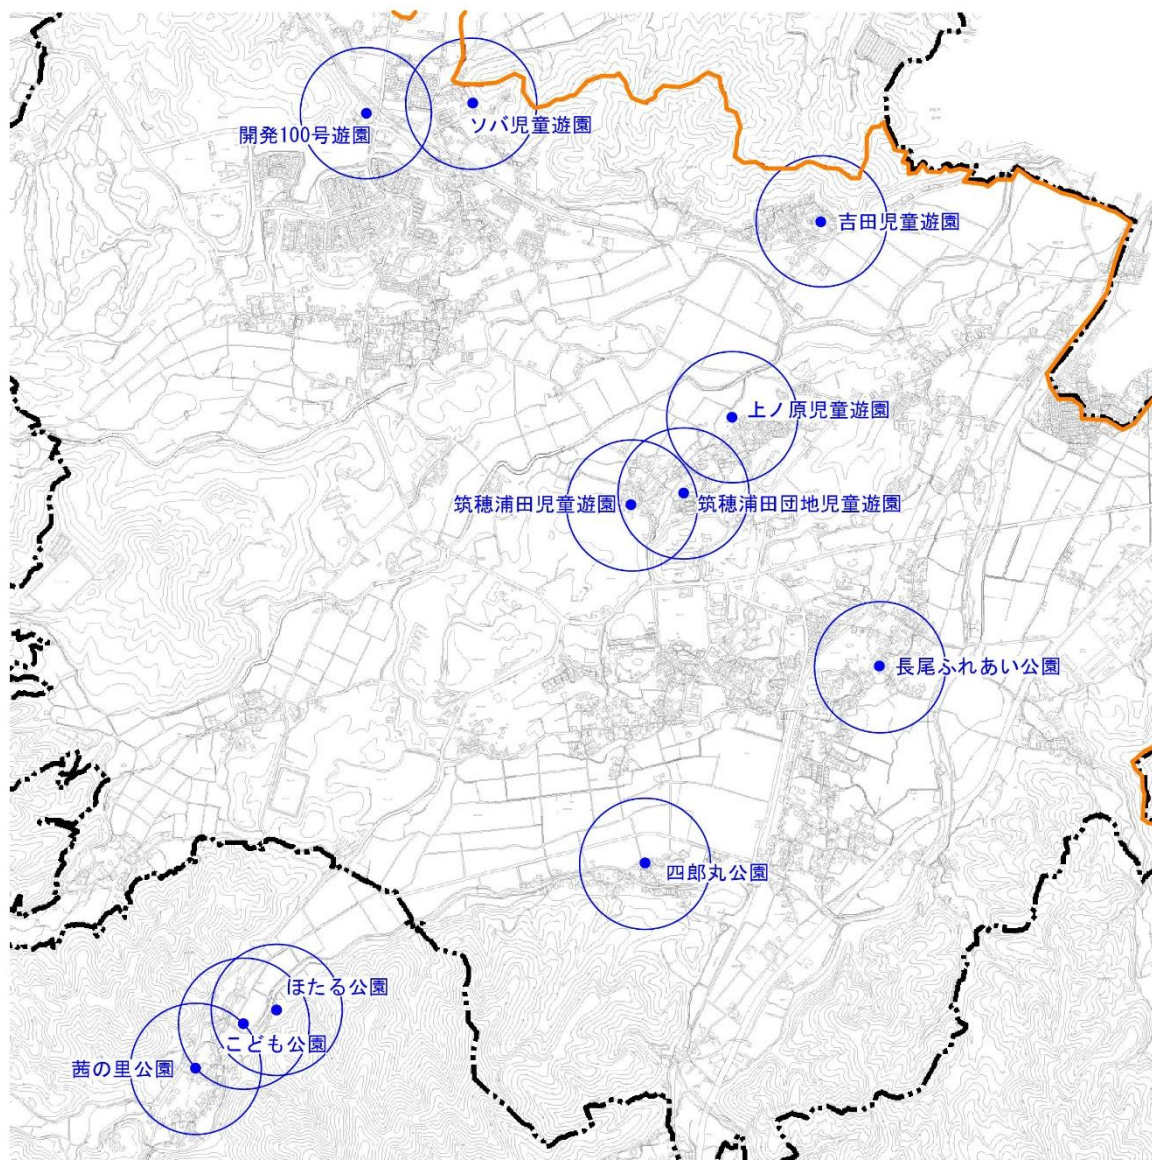 ソバ児童遊園
開発100号遊園
吉田児童遊園
上ノ原児童遊園
筑穂浦田児童遊園
筑穂浦田団地児童遊園
長尾ふれあい公園
四郎丸公園
ほたる公園
こども公園
茜の里公園